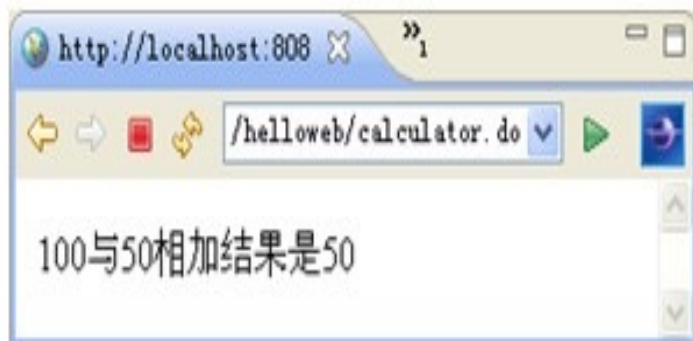 http://localhost:808
»1
/helloweb/calculator.do
100与50相加结果是50